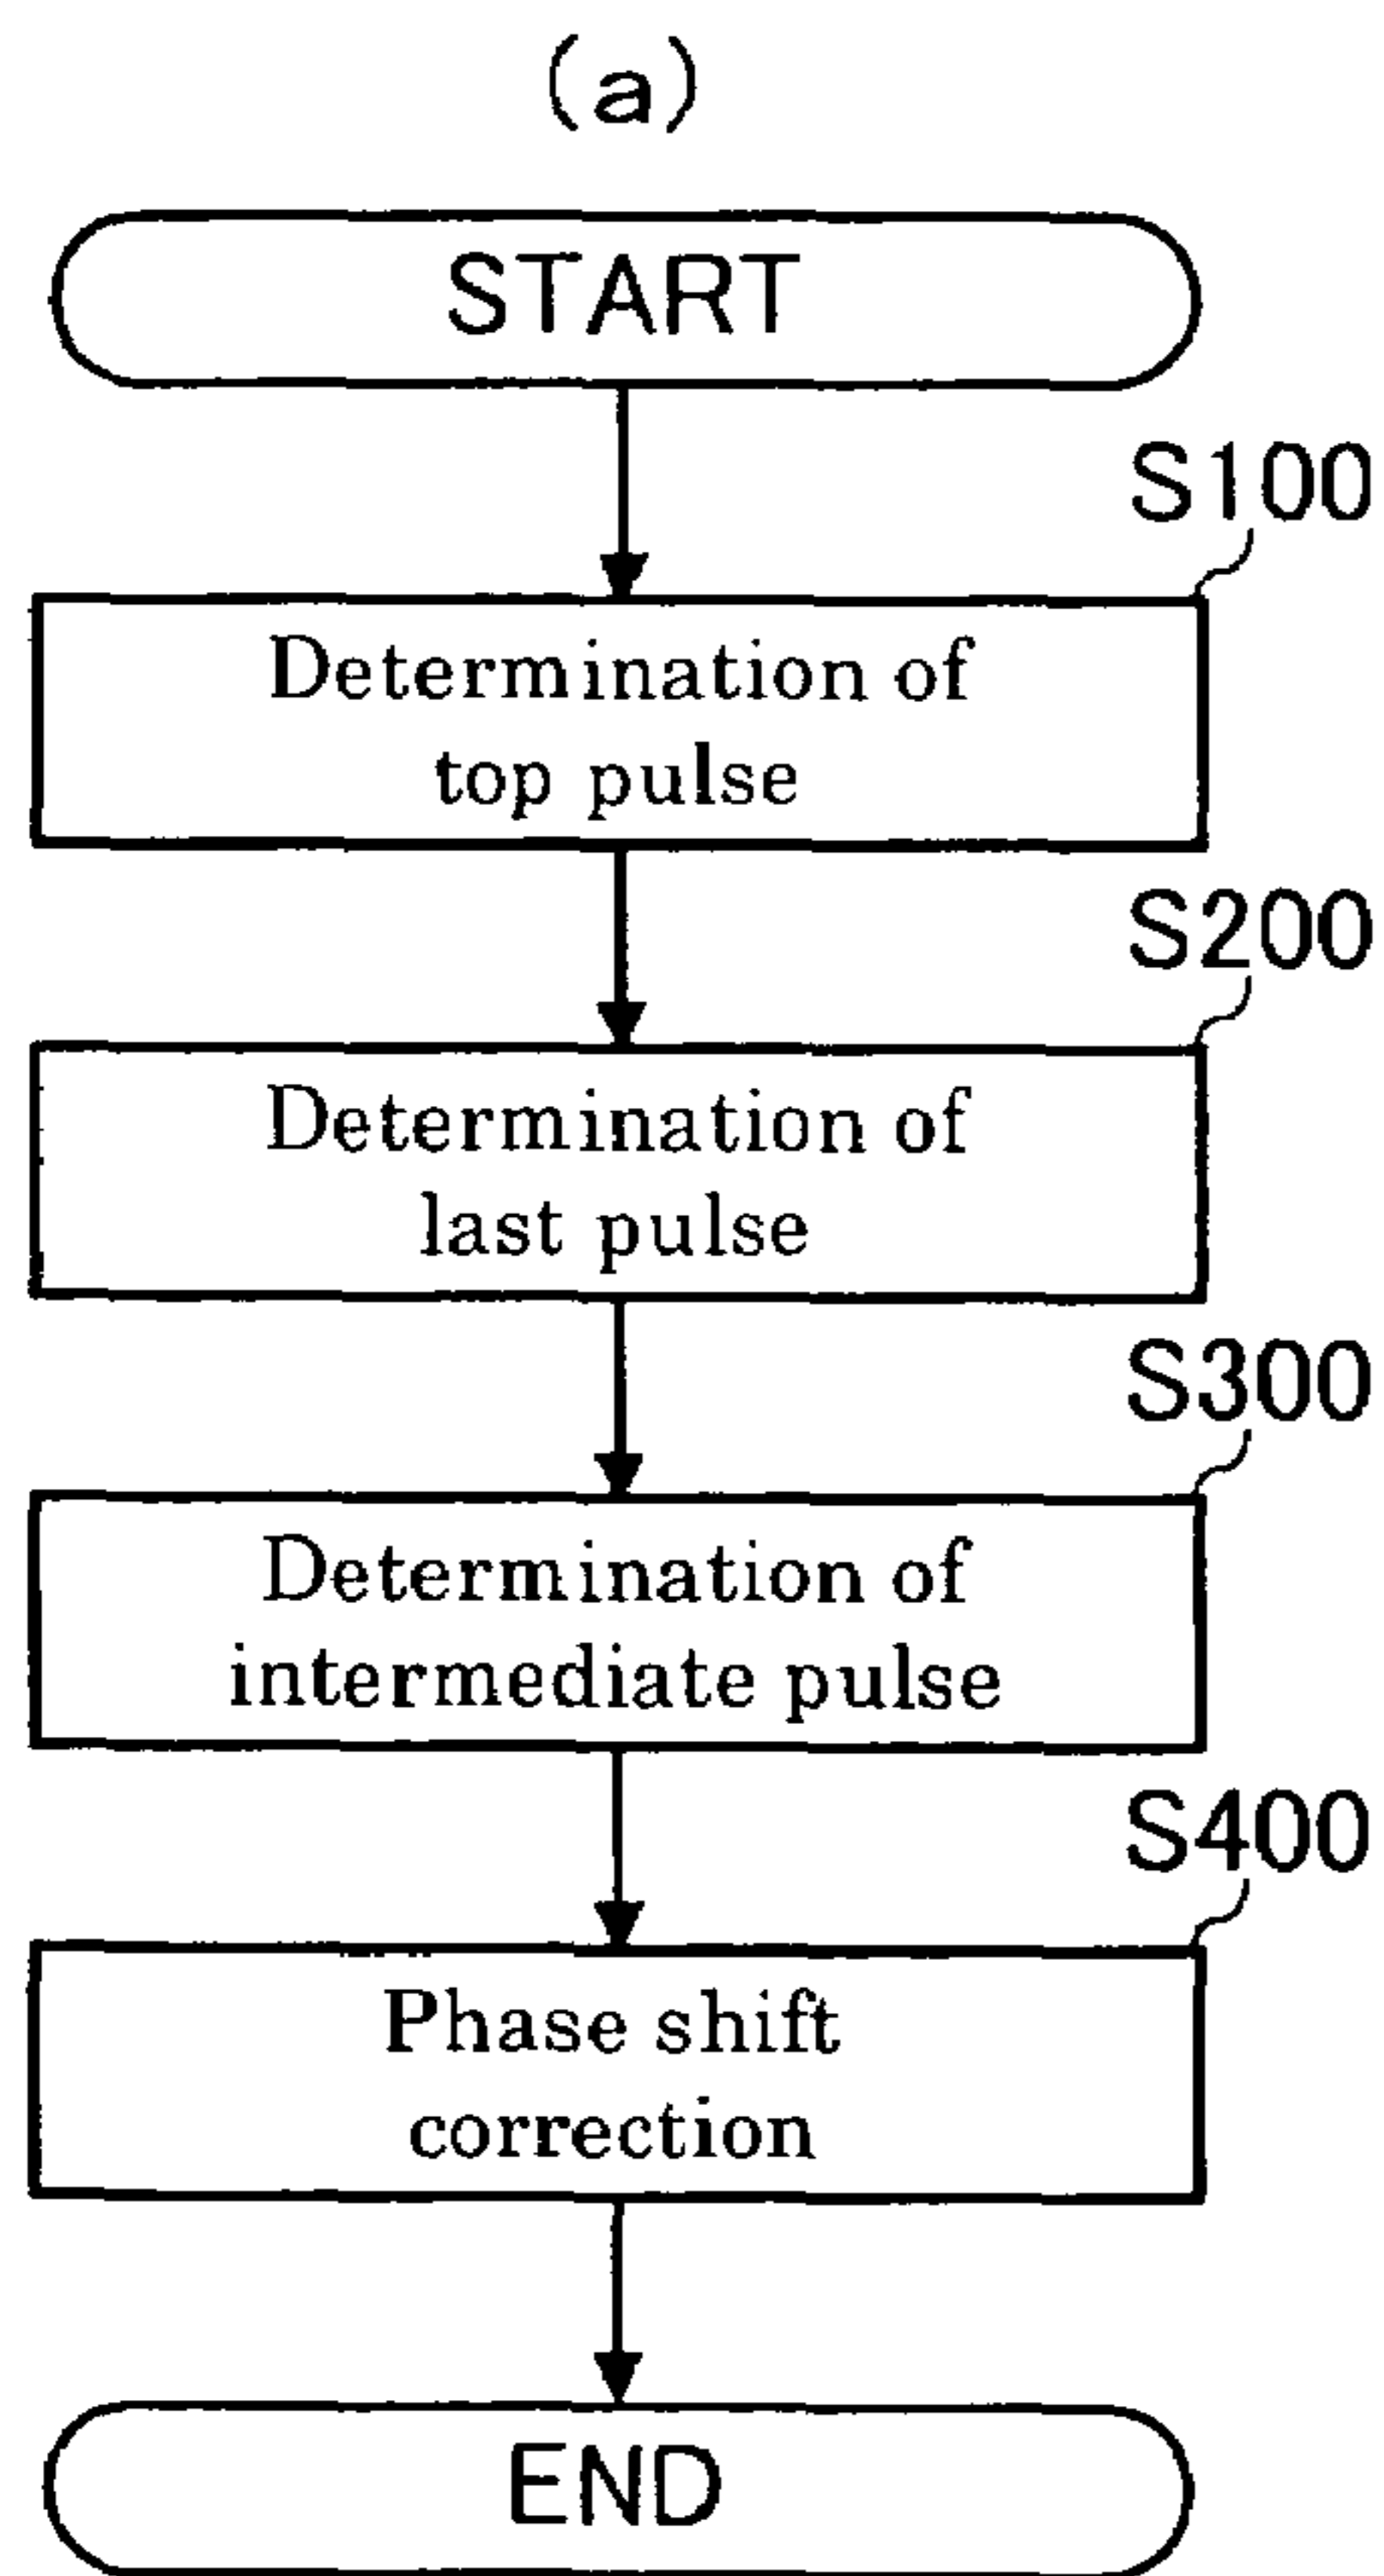 (a)
START
S100
Determination of
top pulse
S200
Determination of
last pulse
S300
Determination of
intermediate pulse
S400
Phase shift
correction
END